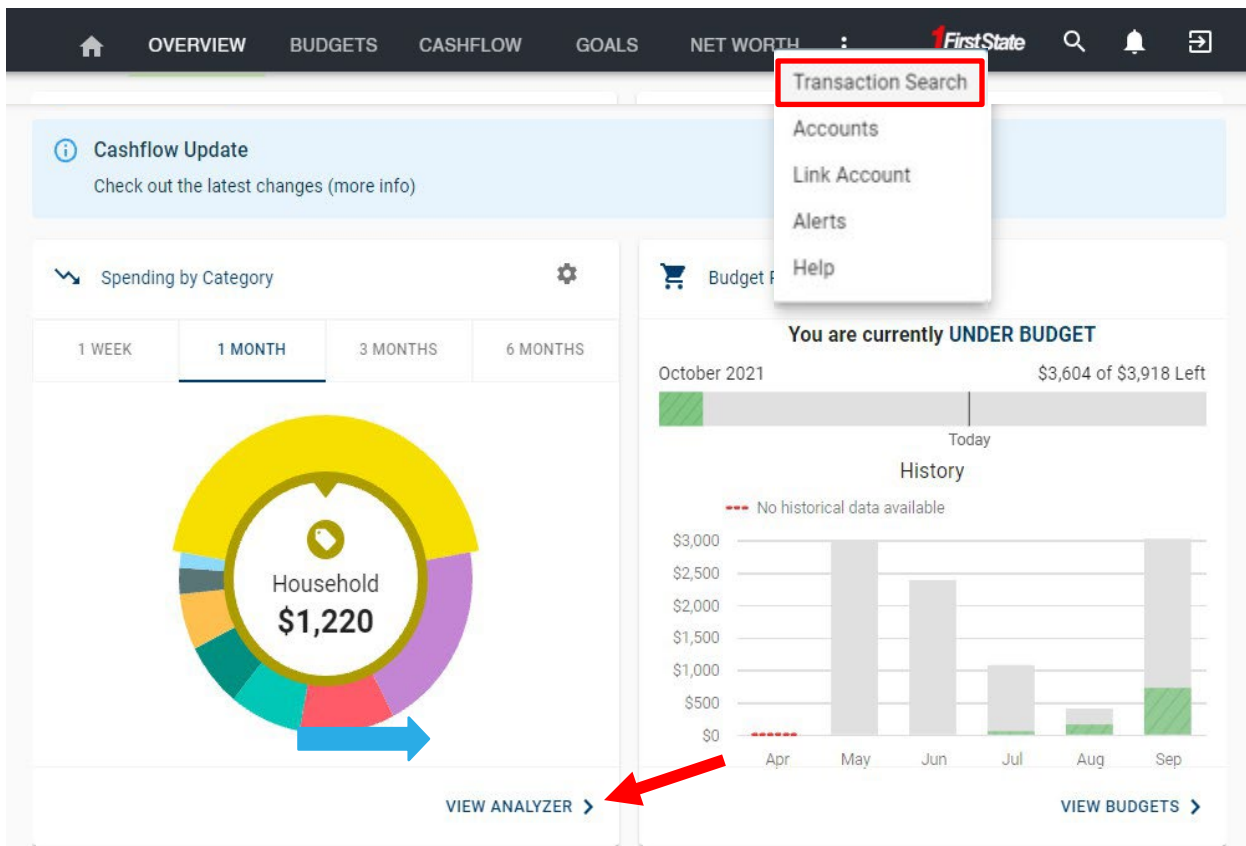 OVERVIEW BUDGETS CASHFLOW GOALS NET WORTH 1FirstState
Transaction Search
Accounts
Link Account
Alerts
Help
Cashflow Update
Check out the latest changes (more info)
Spending by Category
1 WEEK 1 MONTH 3 MONTHS 6 MONTHS
Household
$1,220
VIEW ANALYZER
Budget
You are currently UNDER BUDGET
October 2021 $3,604 of $3,918 Left
Today
History
No historical data available
$3,000
$2,500
$2,000
$1,500
$1,000
$500
$0
Apr May Jun Jul Aug Sep
VIEW BUDGETS